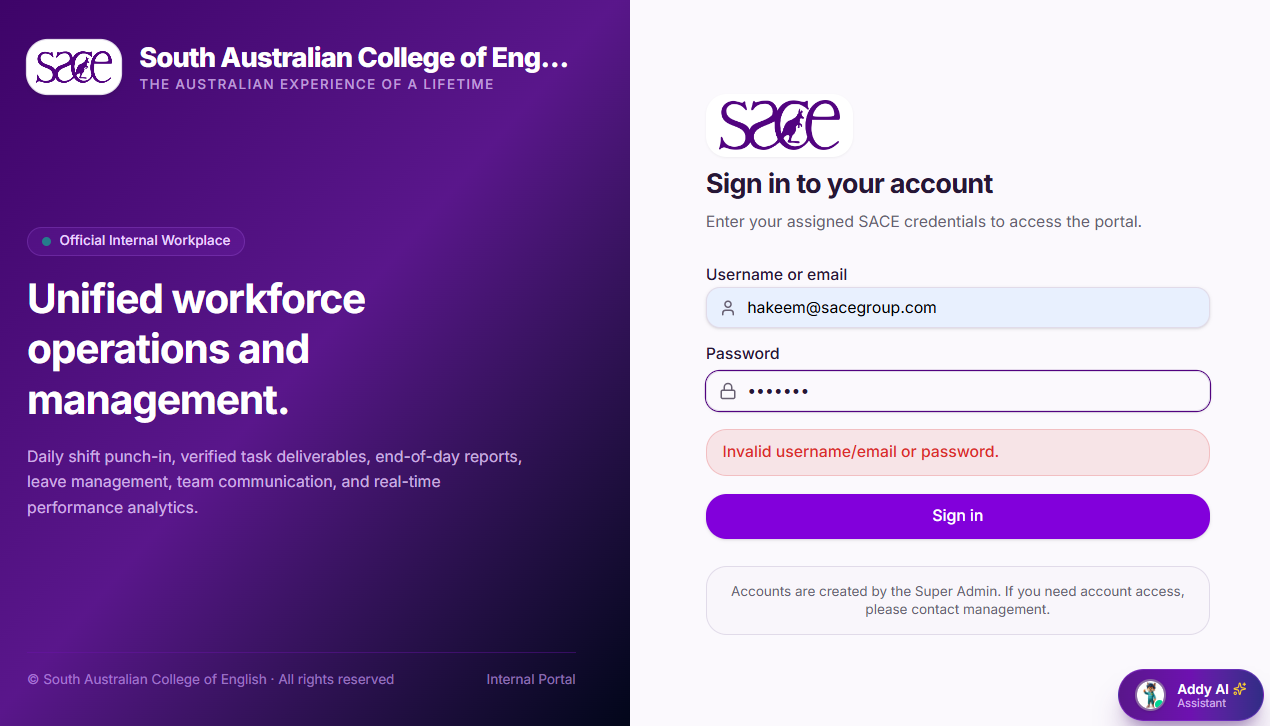 sace
South Australian College of Eng...
THE AUSTRALIAN EXPERIENCE OF A LIFETIME
Official Internal Workplace
Unified workforce
operations and
management.
Daily shift punch-in, verified task deliverables, end-of-day reports,
leave management, team communication, and real-time
performance analytics.
© South Australian College of English · All rights reserved
Internal Portal
sace
Sign in to your account
Enter your assigned SACE credentials to access the portal.
Username or email
hakeem@sacegroup.com
Password
•••••••
Invalid username/email or password.
Sign in
Accounts are created by the Super Admin. If you need account access,
please contact management.
Addy AI
Assistant